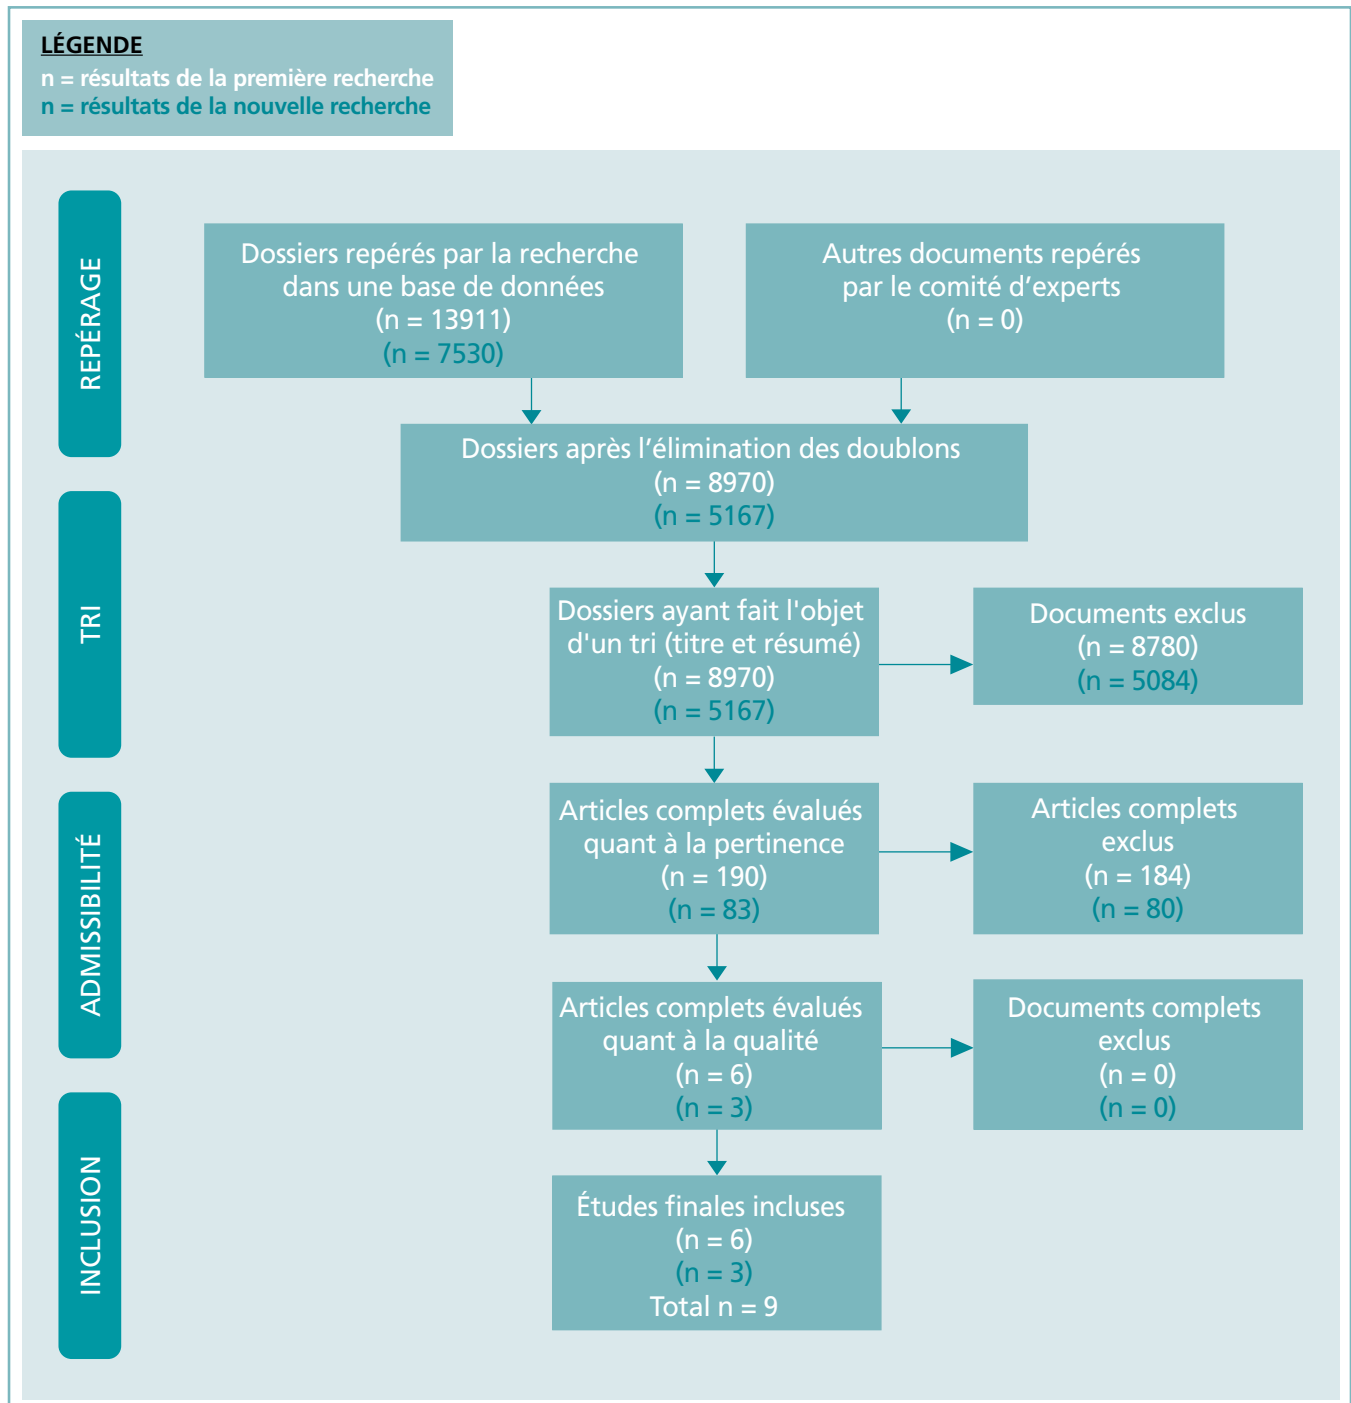 LÉGENDE
n = résultats de la première recherche
n = résultats de la nouvelle recherche
REPÉRAGE
Dossiers repérés par la recherche
dans une base de données
(n = 13911)
(n = 7530)
Autres documents repérés
par le comité d’experts
(n = 0)
Dossiers après l’élimination des doublons
(n = 8970)
(n = 5167)
TRI
Dossiers ayant fait l'objet
d'un tri (titre et résumé)
(n = 8970)
(n = 5167)
Documents exclus
(n = 8780)
(n = 5084)
ADMISSIBILITÉ
Articles complets évalués
quant à la pertinence
(n = 190)
(n = 83)
Articles complets
exclus
(n = 184)
(n = 80)
Articles complets évalués
quant à la qualité
(n = 6)
(n = 3)
Documents complets
exclus
(n = 0)
(n = 0)
INCLUSION
Études finales incluses
(n = 6)
(n = 3)
Total n = 9